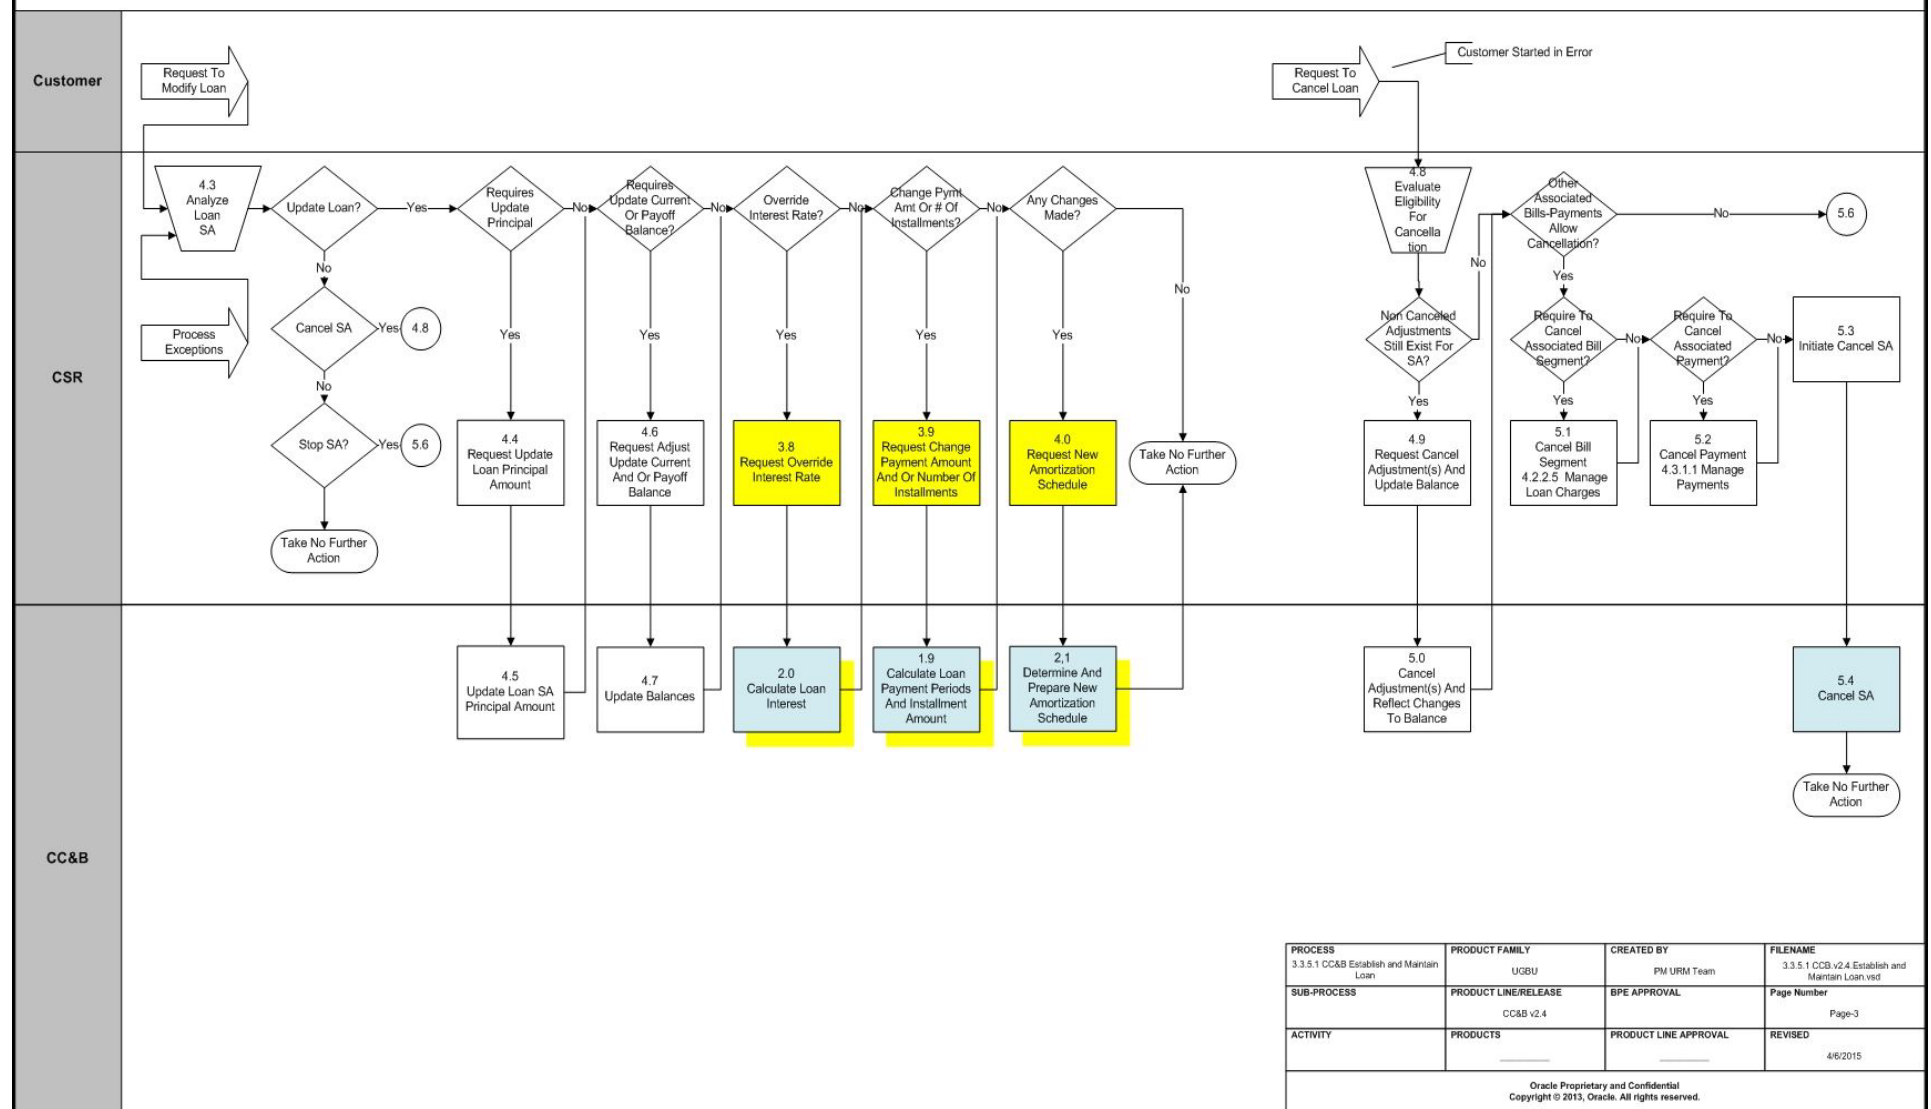 Customer
Request To
Modify Loan
Request To
Cancel Loan
Customer Started in Error
CSR
4.3
Analyze
Loan
SA
Update Loan?
Yes
Requires
Update
Principal
No
Requires
Update Current
Or Payoff
Balance?
No
Override
Interest Rate?
No
Change Pymt
Amt Or # Of
Installments?
No
Any Changes
Made?
No
No
Cancel SA
Yes
4.8
No
Stop SA?
Yes
5.6
Take No Further
Action
Process
Exceptions
Yes
Yes
Yes
Yes
Yes
4.4
Request Update
Loan Principal
Amount
4.6
Request Adjust
Update Current
And Or Payoff
Balance
3.8
Request Override
Interest Rate
3.9
Request Change
Payment Amount
And Or Number Of
Installments
4.0
Request New
Amortization
Schedule
Take No Further
Action
4.8
Evaluate
Eligibility
For
Cancella
tion
No
Other
Associated
Bills-Payments
Allow
Cancellation?
No
5.6
Yes
Non Canceled
Adjustments
Still Exist For
SA?
Yes
Require To
Cancel
Associated Bill
Segment?
No
Yes
Require To
Cancel
Associated
Payment?
No
Yes
5.3
Initiate Cancel SA
4.9
Request Cancel
Adjustment(s) And
Update Balance
5.1
Cancel Bill
Segment
4.2.2.5 Manage
Loan Charges
5.2
Cancel Payment
4.3.1.1 Manage
Payments
CC&B
4.5
Update Loan SA
Principal Amount
4.7
Update Balances
2.0
Calculate Loan
Interest
1.9
Calculate Loan
Payment Periods
And Installment
Amount
2,1
Determine And
Prepare New
Amortization
Schedule
5.0
Cancel
Adjustment(s) And
Reflect Changes
To Balance
5.4
Cancel SA
Take No Further
Action
PROCESS
3.3.5.1 CC&B Establish and Maintain
Loan
PRODUCT FAMILY
UGBU
CREATED BY
PM URM Team
FILENAME
3.3.5.1 CCB.v2.4.Establish and
Maintain Loan.vsd
SUB-PROCESS
PRODUCT LINE/RELEASE
CC&B v2.4
BPE APPROVAL
Page Number
Page-3
ACTIVITY
PRODUCTS
PRODUCT LINE APPROVAL
REVISED
4/6/2015
Oracle Proprietary and Confidential
Copyright © 2013, Oracle. All rights reserved.